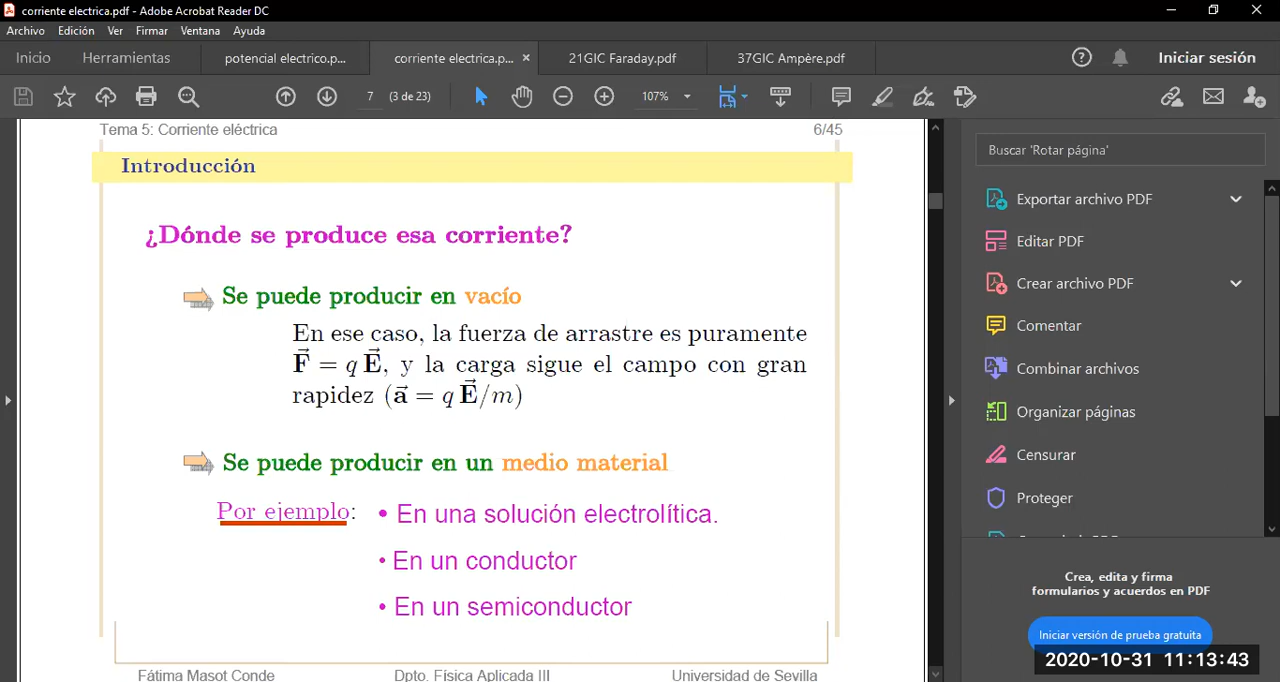 corriente electrica.pdf - Adobe Acrobat Reader DC
Archivo Edición Ver Firmar Ventana Ayuda
Inicio Herramientas potencial electrico.p... corriente electrica.p... × 21GIC Faraday.pdf 37GIC Ampère.pdf Iniciar sesión
7 (3 de 23) 107%
Tema 5: Corriente eléctrica 6/45
Introducción
¿Dónde se produce esa corriente?
Se puede producir en vacío
En ese caso, la fuerza de arrastre es puramente
F⃗ = q E⃗, y la carga sigue el campo con gran
rapidez (a⃗ = q E⃗/m)
Se puede producir en un medio material
Por ejemplo: • En una solución electrolítica.
• En un conductor
• En un semiconductor
Fátima Masot Conde Dpto. Física Aplicada III Universidad de Sevilla
Buscar 'Rotar página'
Exportar archivo PDF
Editar PDF
Crear archivo PDF
Comentar
Combinar archivos
Organizar páginas
Censurar
Proteger
Crea, edita y firma
formularios y acuerdos en PDF
Iniciar versión de prueba gratuita
2020-10-31 11:13:43